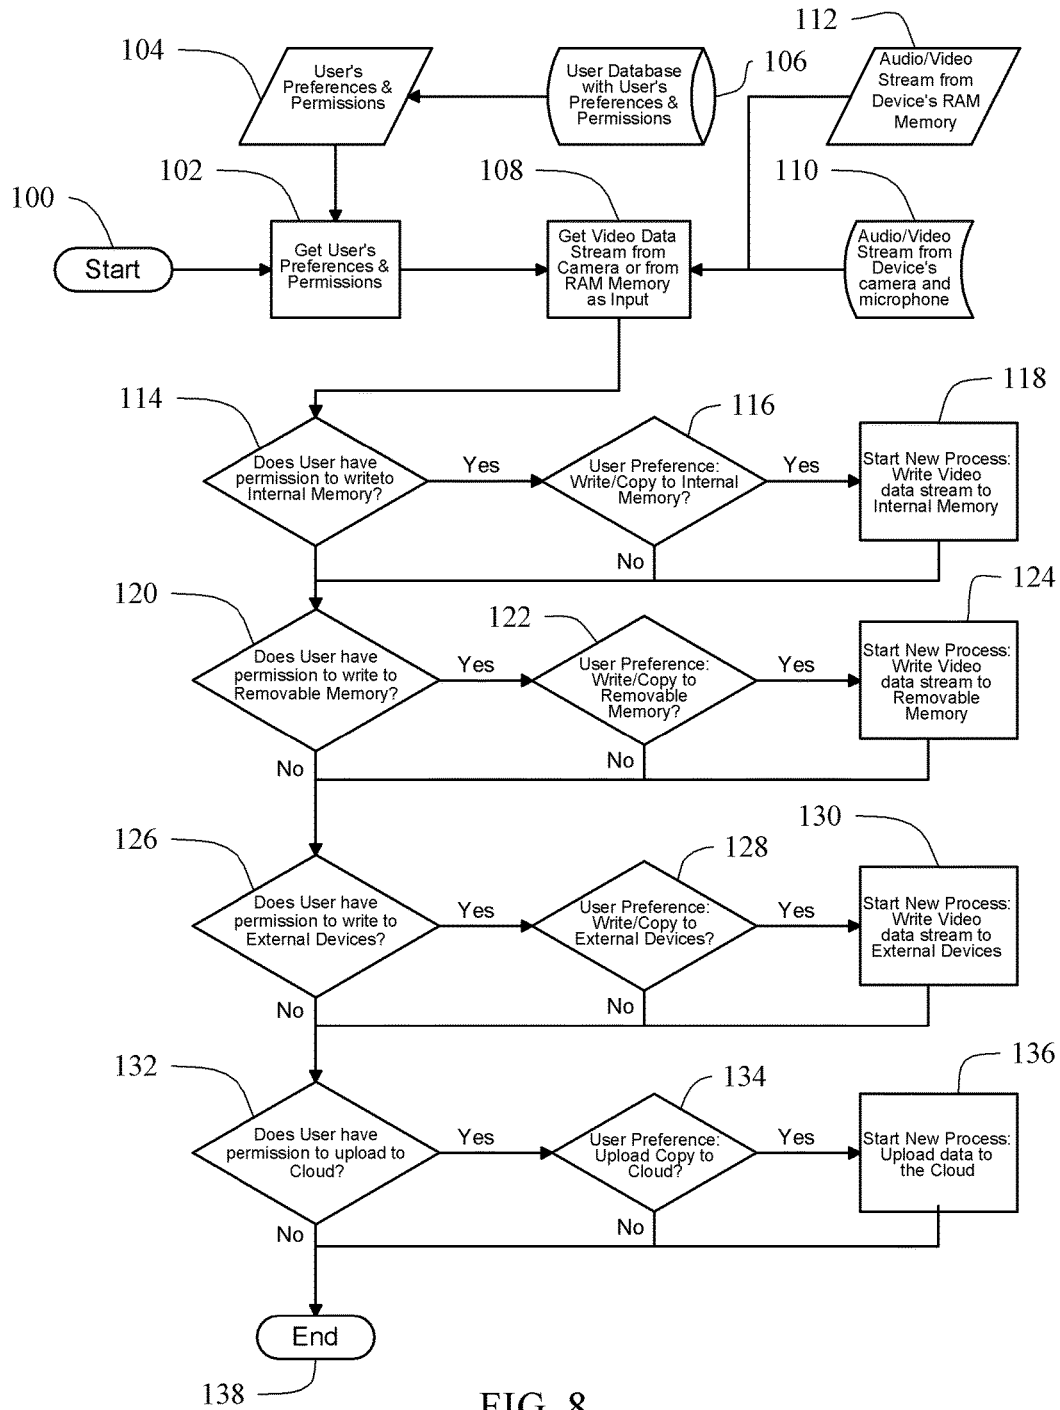 112
104
User's
Preferences &
Permissions
User Database
with User's
Preferences &
Permissions
106
Audio/Video
Stream from
Device's RAM
Memory
102
108
110
100
Start
Get User's
Preferences &
Permissions
Get Video Data
Stream from
Camera or from
RAM Memory
as Input
Audio/Video
Stream from
Device's
camera and
microphone
114
116
118
Does User have
permission to writeto
Internal Memory?
Yes
User Preference:
Write/Copy to Internal
Memory?
Yes
Start New Process:
Write Video
data stream to
Internal Memory
No
120
122
124
Does User have
permission to write to
Removable Memory?
Yes
User Preference:
Write/Copy to
Removable
Memory?
Yes
Start New Process:
Write Video
data stream to
Removable
Memory
No
No
126
128
130
Does User have
permission to write to
External Devices?
Yes
User Preference:
Write/Copy to
External Devices?
Yes
Start New Process:
Write Video
data stream to
External Devices
No
No
132
134
136
Does User have
permission to upload to
Cloud?
Yes
User Preference:
Upload Copy to
Cloud?
Yes
Start New Process:
Upload data to
the Cloud
No
No
End
138
FIG. 8